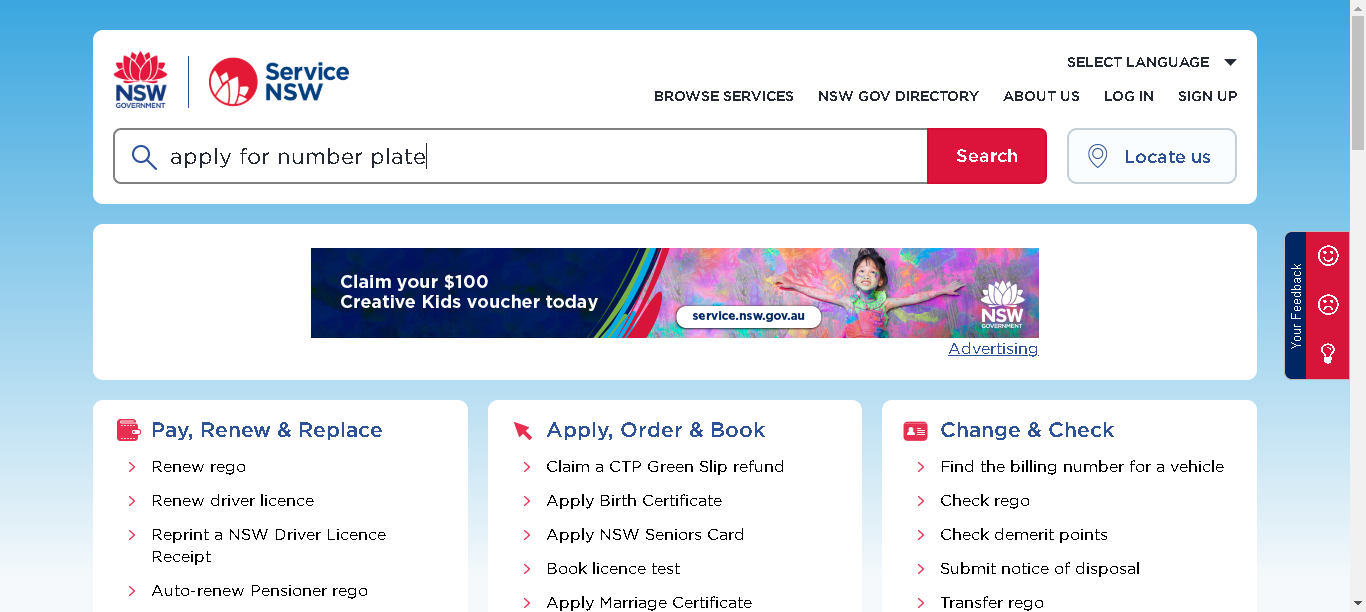 NSW
GOVERNMENT
Service
NSW
SELECT LANGUAGE
BROWSE SERVICES
NSW GOV DIRECTORY
ABOUT US
LOG IN
SIGN UP
apply for number plate
Search
Locate us
Claim your $100
Creative Kids voucher today
service.nsw.gov.au
NSW
GOVERNMENT
Advertising
Your Feedback
Pay, Renew & Replace
Renew rego
Renew driver licence
Reprint a NSW Driver Licence
Receipt
Auto-renew Pensioner rego
Apply, Order & Book
Claim a CTP Green Slip refund
Apply Birth Certificate
Apply NSW Seniors Card
Book licence test
Apply Marriage Certificate
Change & Check
Find the billing number for a vehicle
Check rego
Check demerit points
Submit notice of disposal
Transfer rego